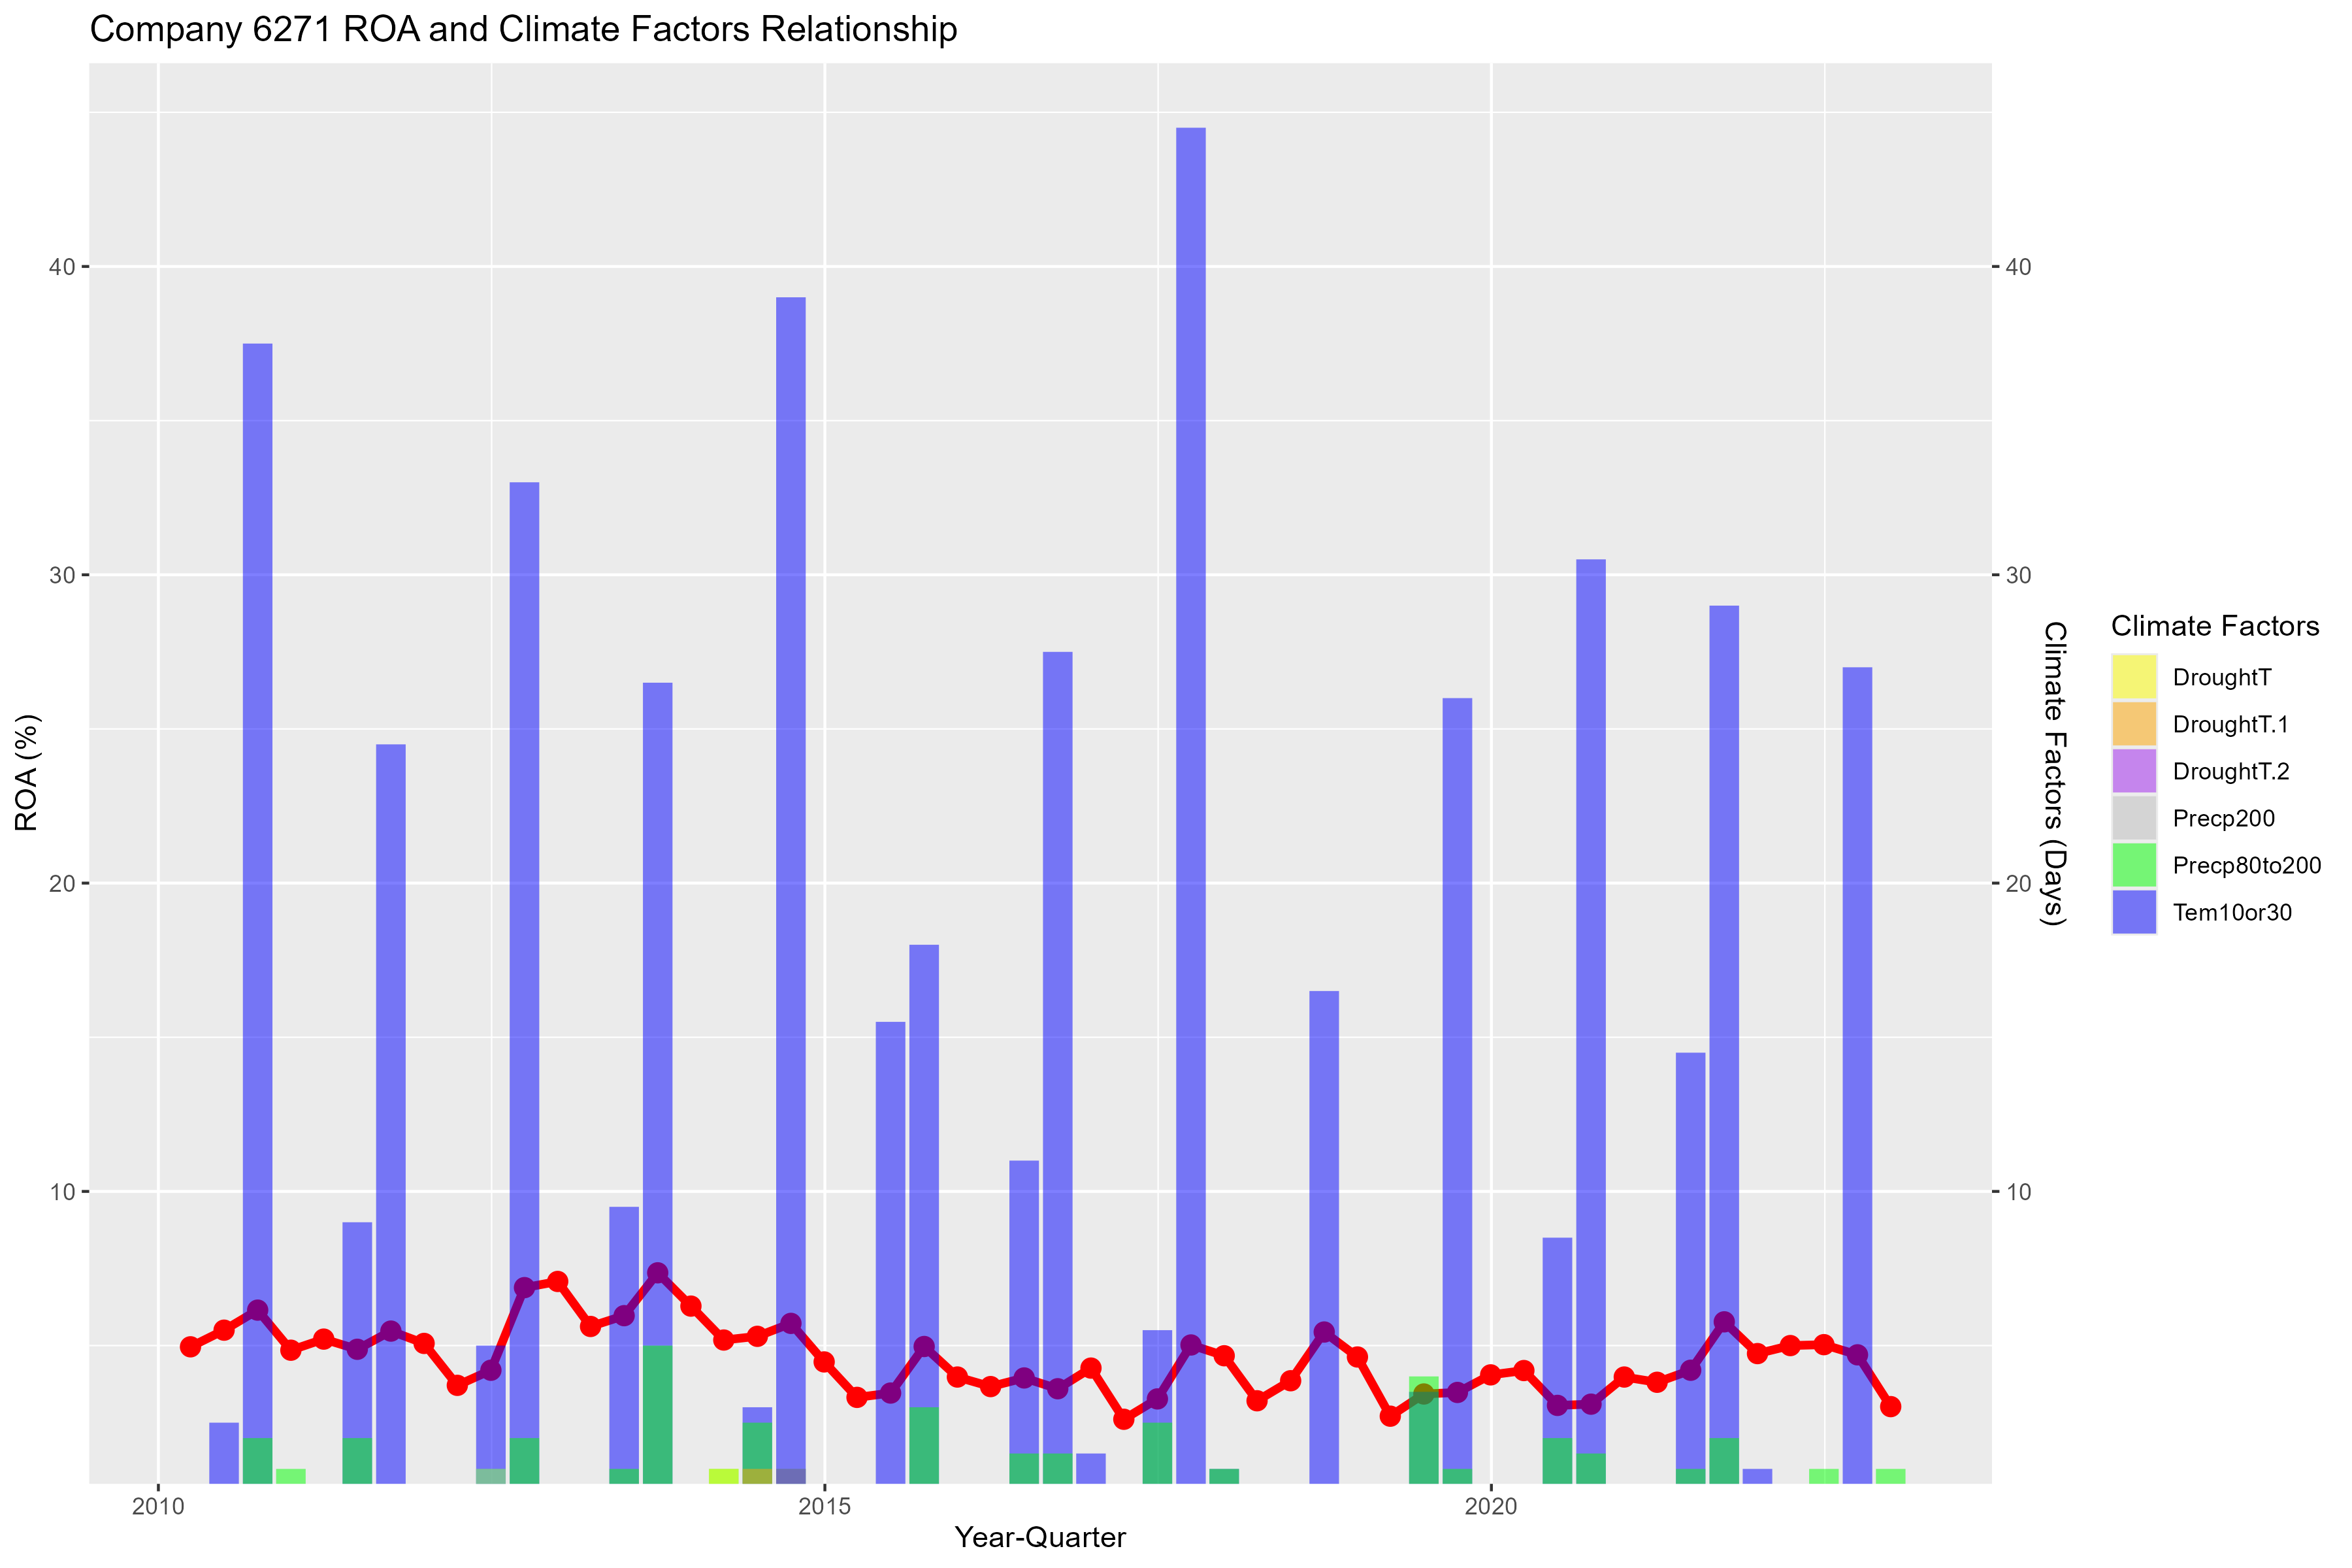 Company 6271 ROA and Climate Factors Relationship
40
30
20
10
ROA (%)
40
30
20
10
Climate Factors (Days)
2010
2015
2020
Year-Quarter
Climate Factors
DroughtT
DroughtT.1
DroughtT.2
Precp200
Precp80to200
Tem10or30